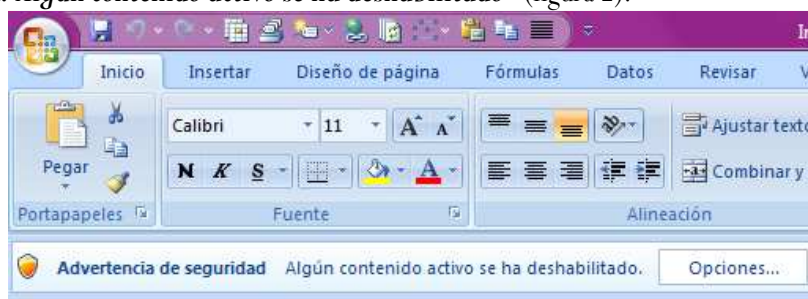 Algún contenido activo se ha deshabilitado" (figura 2).
Inicio Insertar Diseño de página Fórmulas Datos Revisar
Calibri 11 A A Ajustar texto
Pegar N K S A Combinar y
Portapapeles Fuente Alineación
Advertencia de seguridad Algún contenido activo se ha deshabilitado. Opciones...